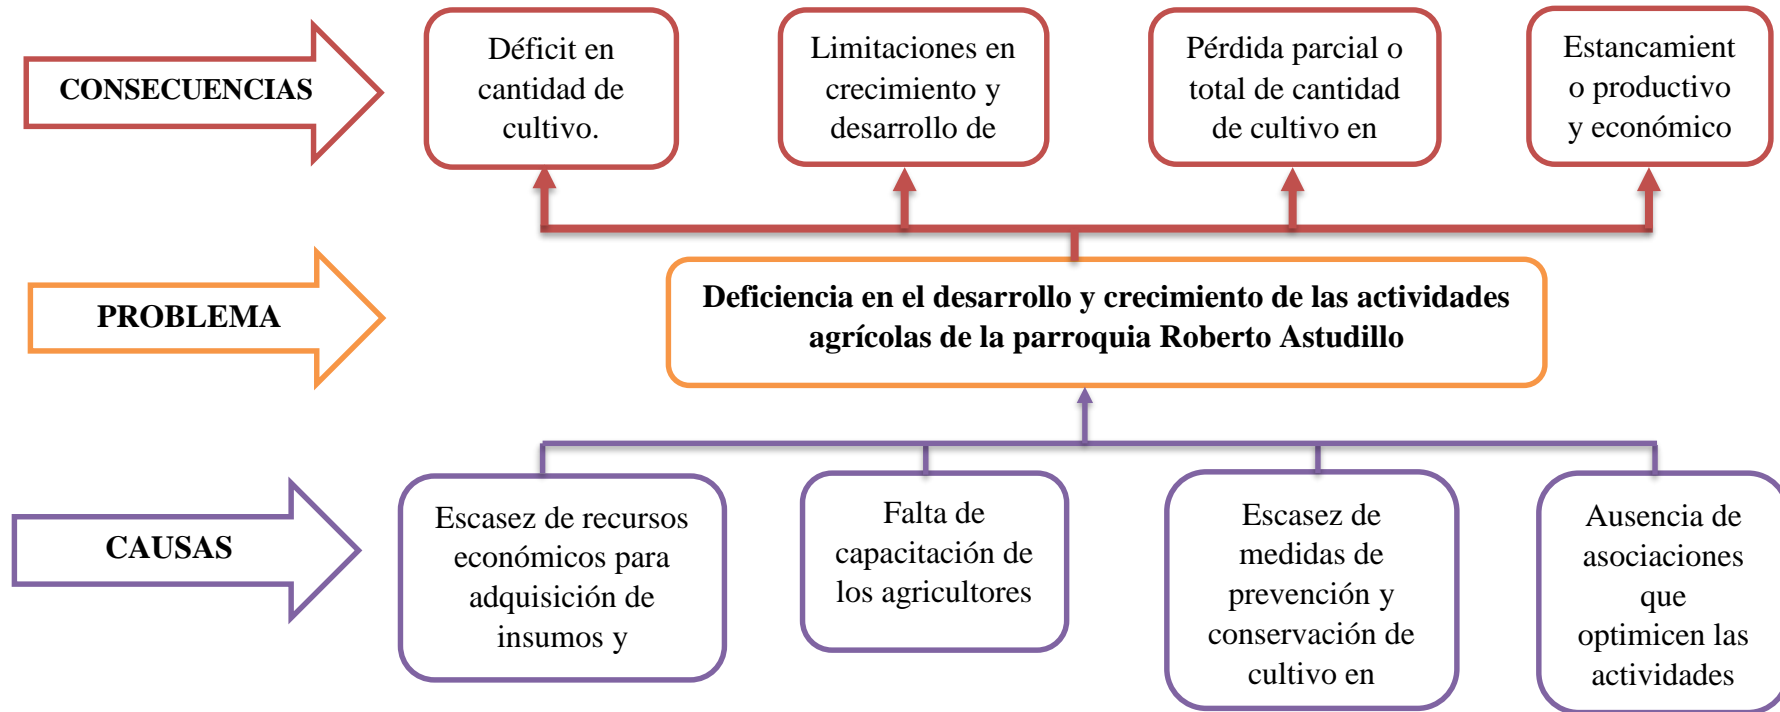 CONSECUENCIAS
Déficit en
cantidad de
cultivo.
Limitaciones en
crecimiento y
desarrollo de
Pérdida parcial o
total de cantidad
de cultivo en
Estancamient
o productivo
y económico
PROBLEMA
Deficiencia en el desarrollo y crecimiento de las actividades
agrícolas de la parroquia Roberto Astudillo
CAUSAS
Escasez de recursos
económicos para
adquisición de
insumos y
Falta de
capacitación de
los agricultores
Escasez de
medidas de
prevención y
conservación de
cultivo en
Ausencia de
asociaciones
que
optimicen las
actividades